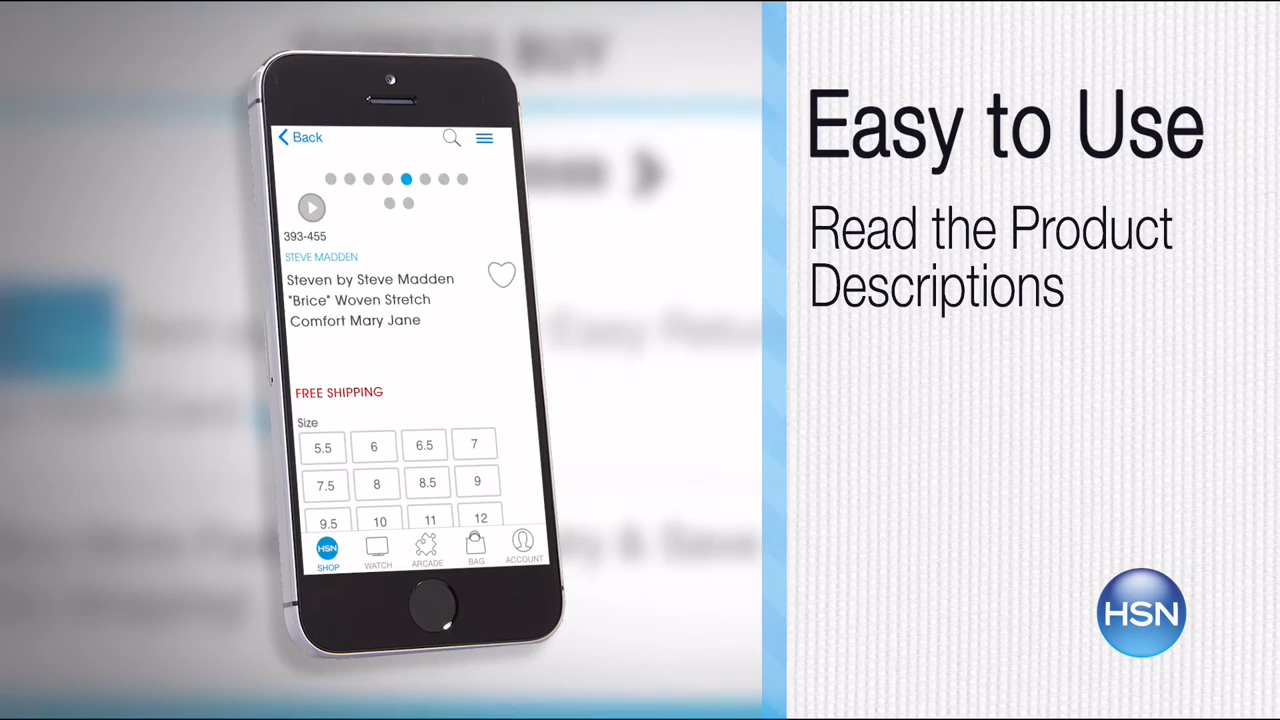 Back
393-455
STEVE MADDEN
Steven by Steve Madden
"Brice" Woven Stretch
Comfort Mary Jane
FREE SHIPPING
Size
5.5 6 6.5 7
7.5 8 8.5 9
9.5 10 11 12
HSN
SHOP WATCH ARCADE BAG ACCOUNT
Easy to Use
Read the Product
Descriptions
HSN